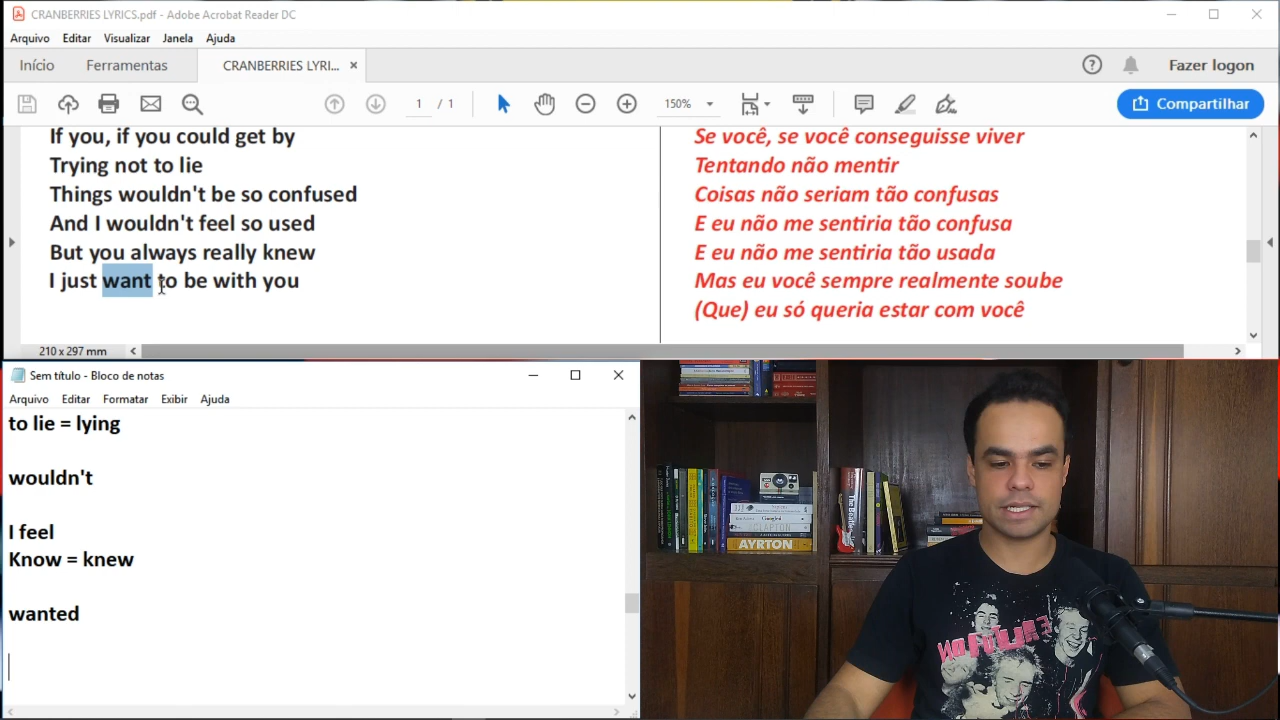 CRANBERRIES LYRICS.pdf - Adobe Acrobat Reader DC
Arquivo Editar Visualizar Janela Ajuda
Início Ferramentas CRANBERRIES LYRI... × Fazer logon
1 / 1 150% Compartilhar
If you, if you could get by
Trying not to lie
Things wouldn't be so confused
And I wouldn't feel so used
But you always really knew
I just want to be with you
Se você, se você conseguisse viver
Tentando não mentir
Coisas não seriam tão confusas
E eu não me sentiria tão confusa
E eu não me sentiria tão usada
Mas eu você sempre realmente soube
(Que) eu só queria estar com você
210 x 297 mm
Sem título - Bloco de notas
Arquivo Editar Formatar Exibir Ajuda
to lie = lying
wouldn't
I feel
Know = knew
wanted
The Beatles
Google
CLAPTON
AYRTON